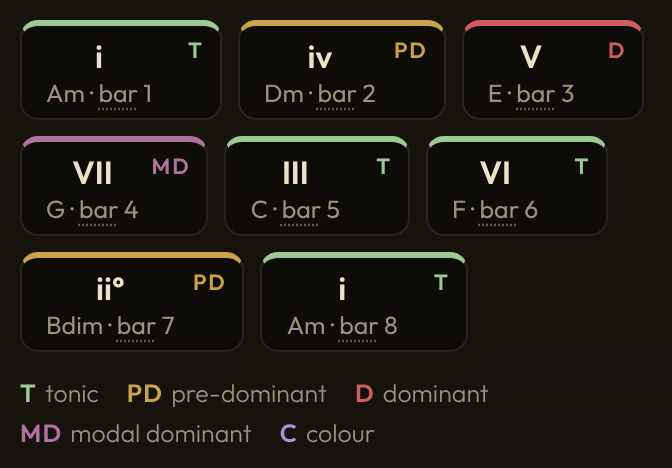 i T iv PD V D
Am · bar 1 Dm · bar 2 E · bar 3
VII MD III T VI T
G · bar 4 C · bar 5 F · bar 6
ii° PD i T
Bdim · bar 7 Am · bar 8
T tonic PD pre-dominant D dominant
MD modal dominant C colour